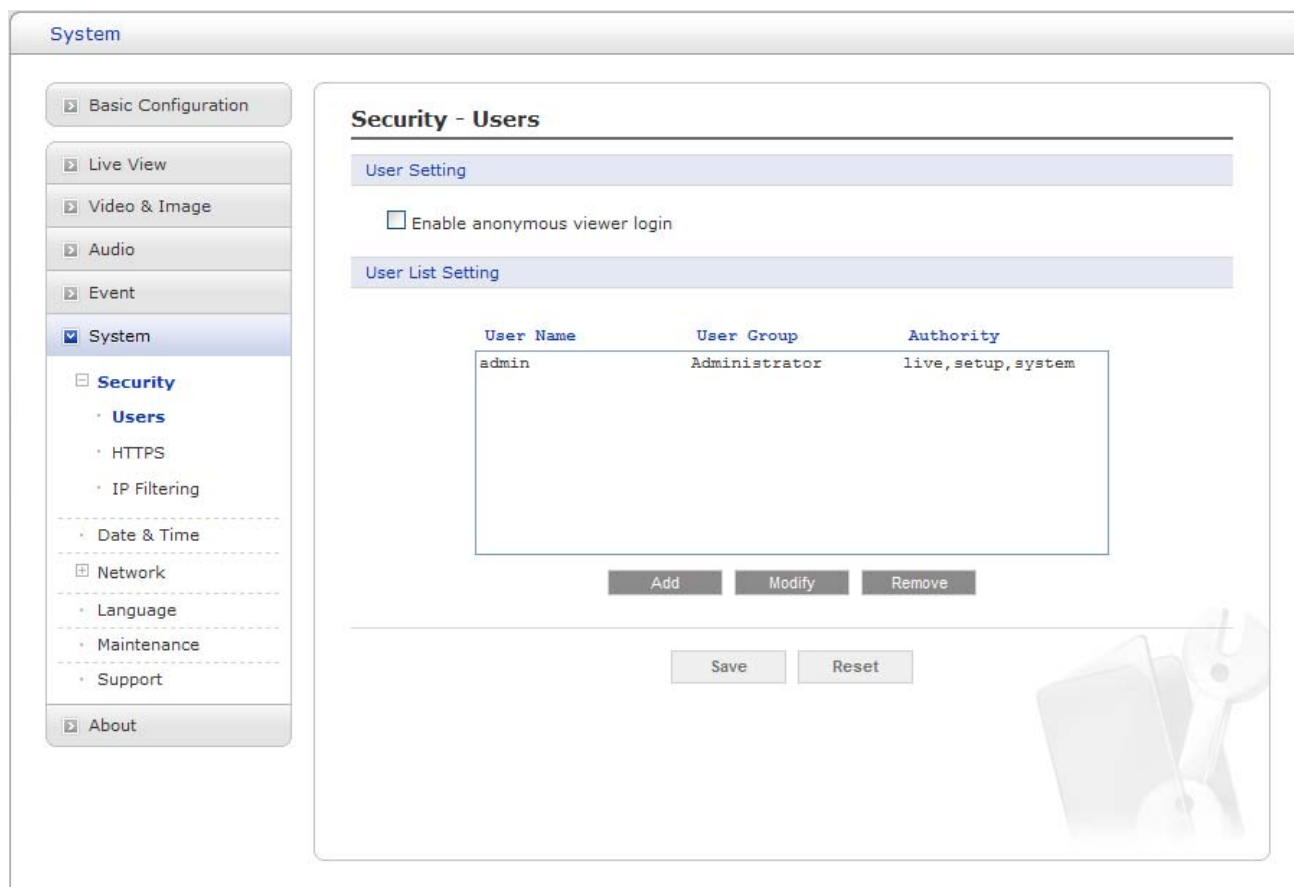 System
Basic Configuration
Live View
Video & Image
Audio
Event
System
Security
Users
HTTPS
IP Filtering
Date & Time
Network
Language
Maintenance
Support
About
Security - Users
User Setting
Enable anonymous viewer login
User List Setting
User Name User Group Authority
admin Administrator live,setup,system
Add Modify Remove
Save Reset